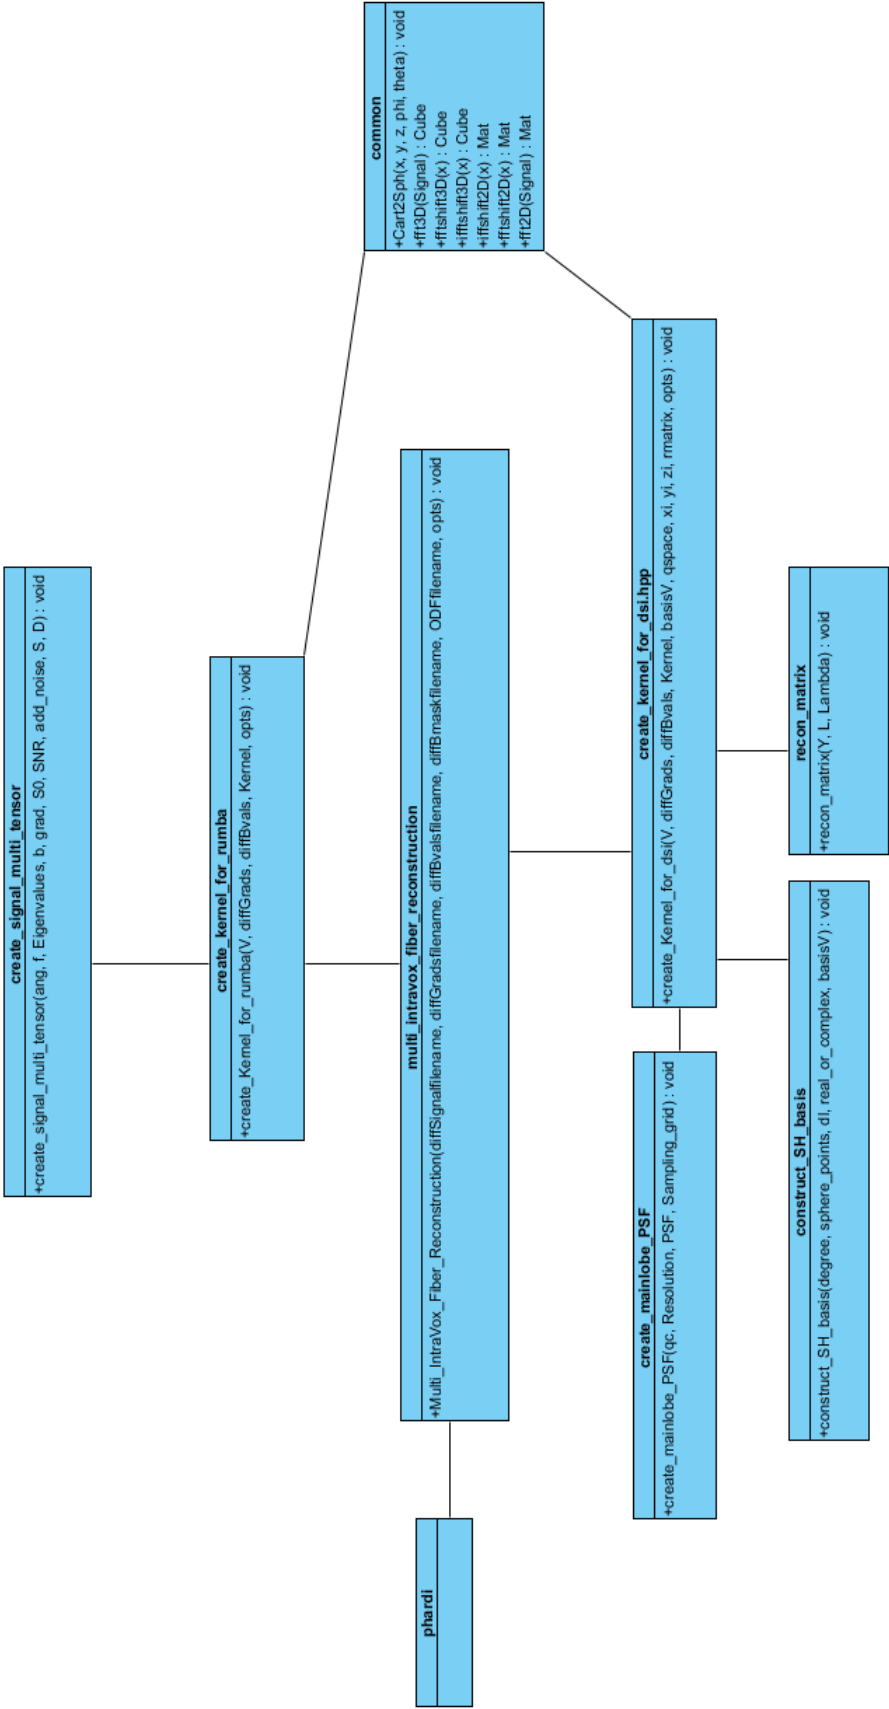 create_signal_multi_tensor
+create_signal_multi_tensor(ang, f, Eigenvalues, b, grad, S0, SNR, add_noise, S, D) : void
create_kernel_for_rumba
+create_Kernel_for_rumba(V, diffGrads, diffBvals, Kernel, opts) : void
common
+Cart2Sph(x, y, z, phi, theta) : void
+fft3D(Signal) : Cube
+fftshift3D(x) : Cube
+ifftshift3D(x) : Cube
+iffshift2D(x) : Mat
+fftshift2D(x) : Mat
+fft2D(Signal) : Mat
phardi
multi_intravox_fiber_reconstruction
+Multi_IntraVox_Fiber_Reconstruction(diffSignalfilename, diffGradsfilename, diffBvalsfilename, diffBmaskfilename, ODFfilename, opts) : void
create_mainlobe_PSF
+create_mainlobe_PSF(qc, Resolution, PSF, Sampling_grid) : void
create_kernel_for_dsi.hpp
+create_Kernel_for_dsi(V, diffGrads, diffBvals, Kernel, basisV, qspace, xi, yi, zi, rmatrix, opts) : void
construct_SH_basis
+construct_SH_basis(degree, sphere_points, dl, real_or_complex, basisV) : void
recon_matrix
+recon_matrix(Y, L, Lambda) : void